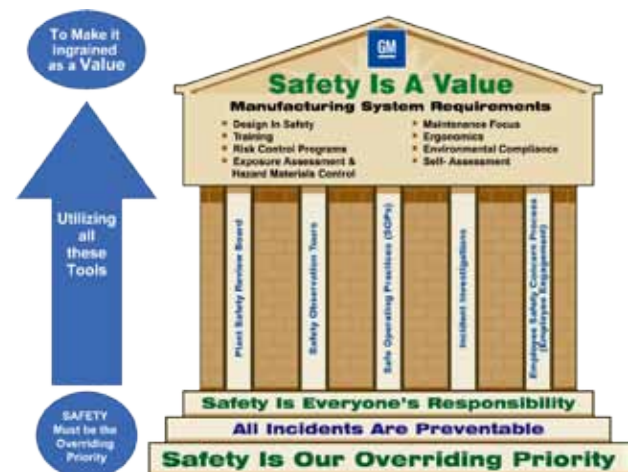 To Make it
ingrained
as a Value
Utilizing
all
these
Tools
SAFETY
Must be the
Overriding
Priority
GM
Safety Is A Value
Manufacturing System Requirements
Design In Safety
Training
Risk Control Programs
Exposure Assessment &
Hazard Materials Control
Maintenance Focus
Ergonomics
Environmental Compliance
Self- Assessment
Plant Safety Review Board
Safety Observation Tours
Safe Operating Practices (SOPs)
Incident Investigations
Employee Safety Concern Process
(Employee Engagement)
Safety Is Everyone's Responsibility
All Incidents Are Preventable
Safety Is Our Overriding Priority